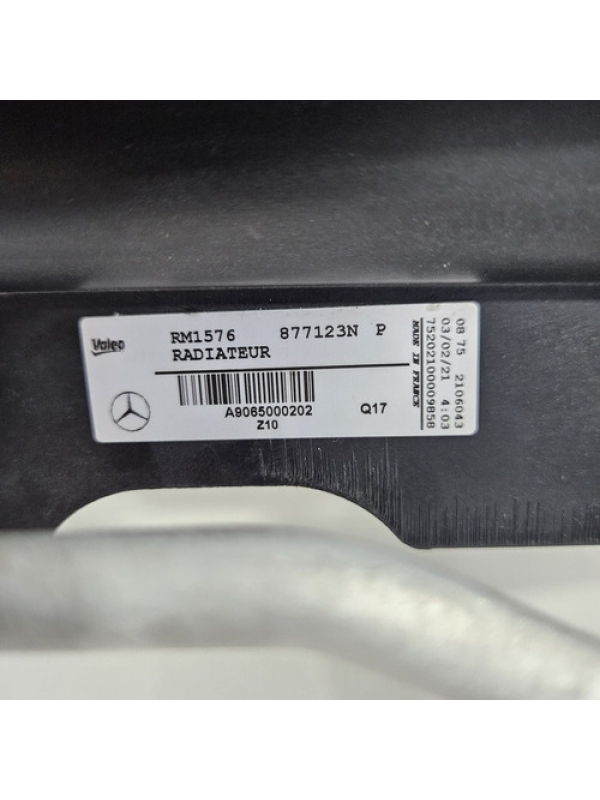 Valeo
RM1576 877123N P
RADIATEUR
A9065000202
Z10
Q17
08 75 2106043
03/02/21 4:03
75202100009858
MADE IN FRANCE